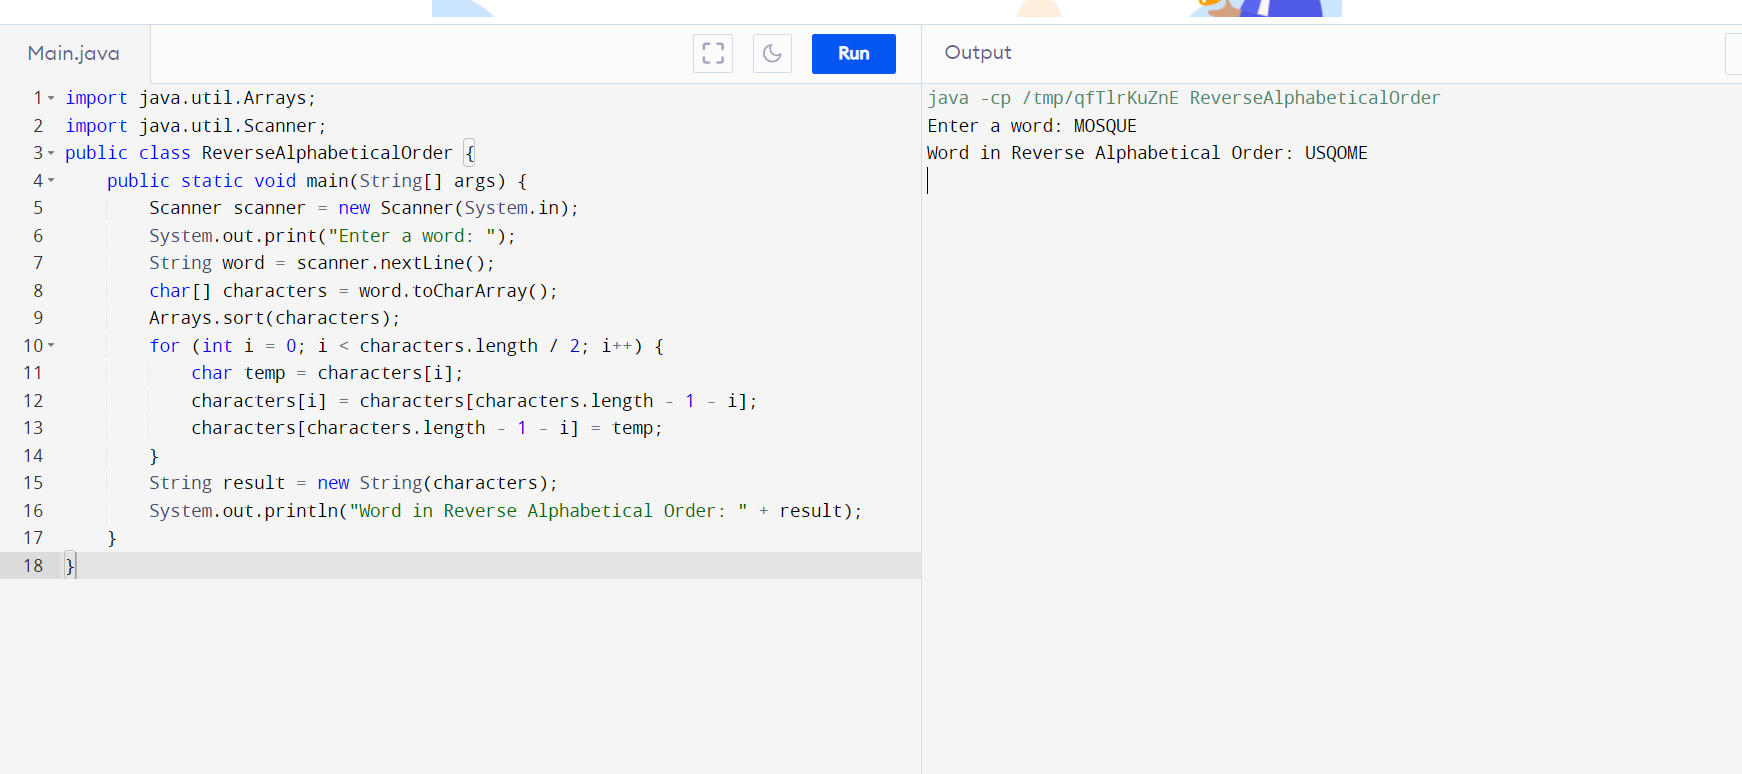 Main.java
Run
Output
1 import java.util.Arrays;
2 import java.util.Scanner;
3 public class ReverseAlphabeticalOrder {
4     public static void main(String[] args) {
5         Scanner scanner = new Scanner(System.in);
6         System.out.print("Enter a word: ");
7         String word = scanner.nextLine();
8         char[] characters = word.toCharArray();
9         Arrays.sort(characters);
10         for (int i = 0; i < characters.length / 2; i++) {
11             char temp = characters[i];
12             characters[i] = characters[characters.length - 1 - i];
13             characters[characters.length - 1 - i] = temp;
14         }
15         String result = new String(characters);
16         System.out.println("Word in Reverse Alphabetical Order: " + result);
17     }
18 }
java -cp /tmp/qfTlrKuZnE ReverseAlphabeticalOrder
Enter a word: MOSQUE
Word in Reverse Alphabetical Order: USQOME